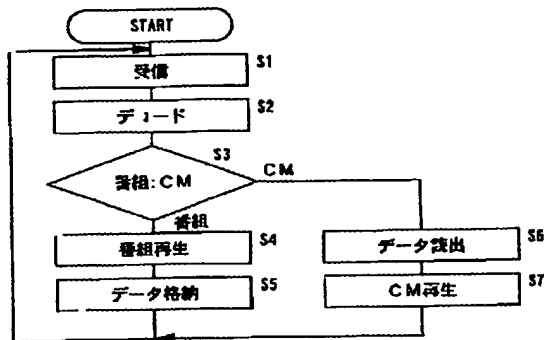 START
受信 S1
デコード S2
番組:CM S3
CM
番組
番組再生 S4
データ格納 S5
データ読出 S6
CM再生 S7